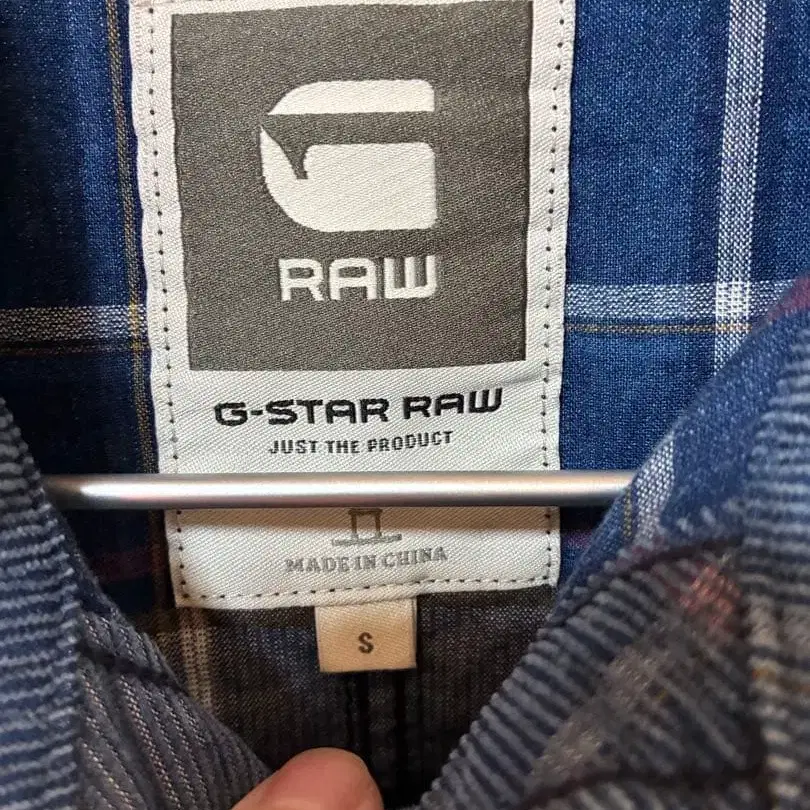 RAW
G-STAR RAW
JUST THE PRODUCT
MADE IN CHINA
S